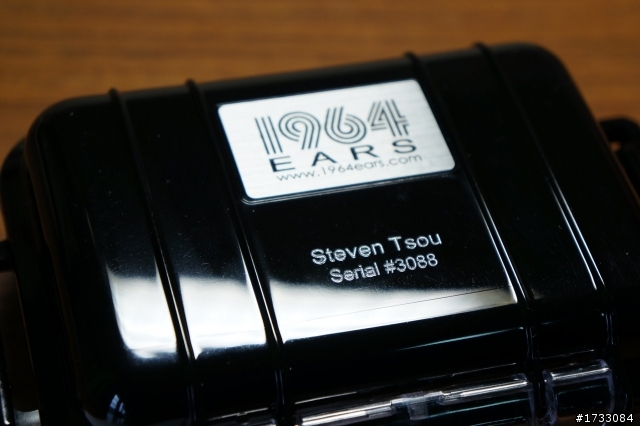 1964
EARS
www.1964ears.com
Steven Tsou
Serial #3088
#1733084